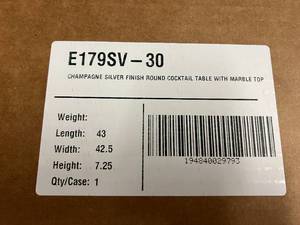 E179SV-30
CHAMPAGNE SILVER FINISH ROUND COCKTAIL TABLE WITH MARBLE TOP
Weight:
Length: 43
Width: 42.5
Height: 7.25
Qty/Case: 1
194840029793